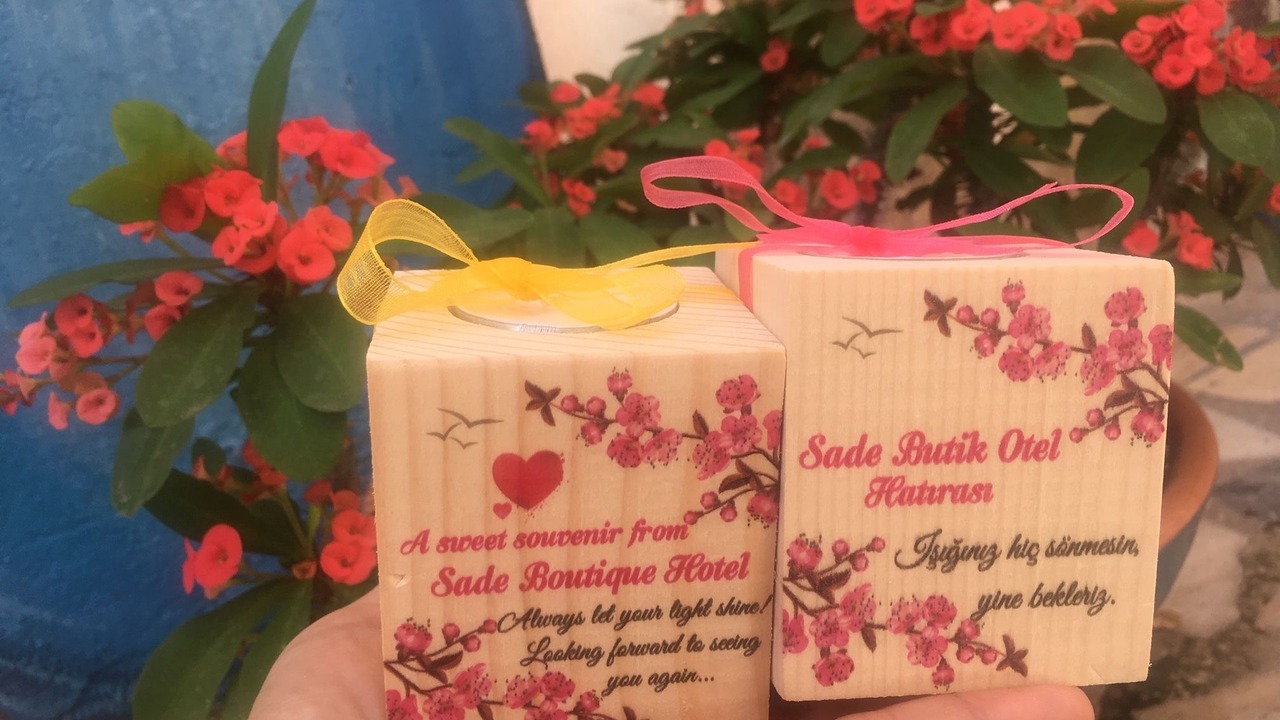 A sweet souvenir from
Sade Boutique Hotel
Always let your light shine!
Looking forward to seeing
you again...
Sade Butik Otel
Hatırası
Işığınız hiç sönmesin,
yine bekleriz.